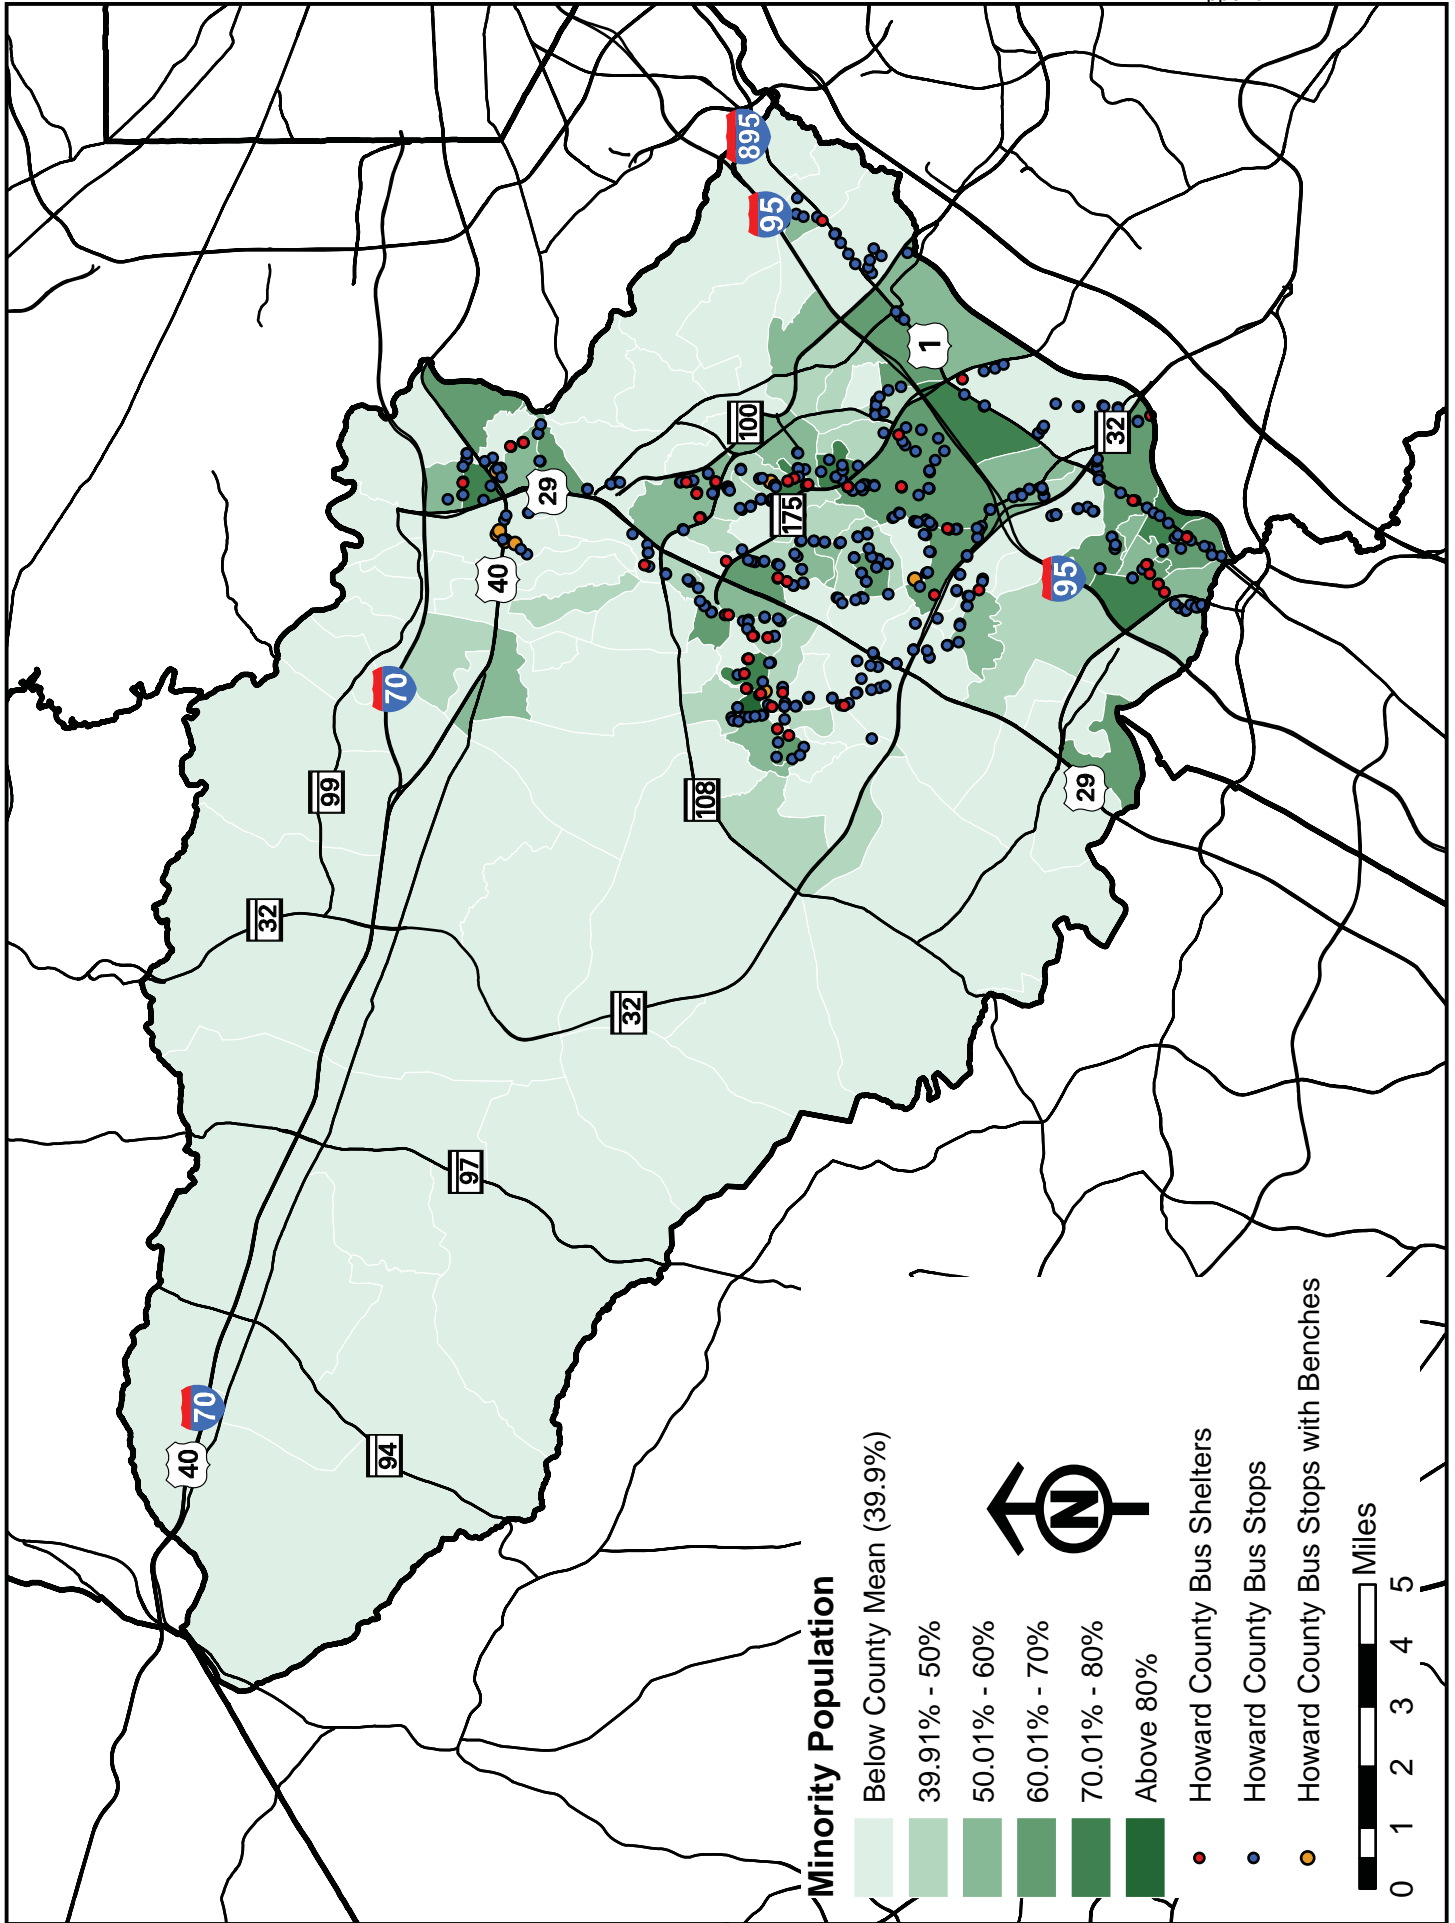 Minority Population
Below County Mean (39.9%)
39.91% - 50%
50.01% - 60%
60.01% - 70%
70.01% - 80%
Above 80%
Howard County Bus Shelters
Howard County Bus Stops
Howard County Bus Stops with Benches
0 1 2 3 4 5
Miles
N
40
70
94
97
32
99
32
108
70
40
29
29
175
100
95
32
1
95
895